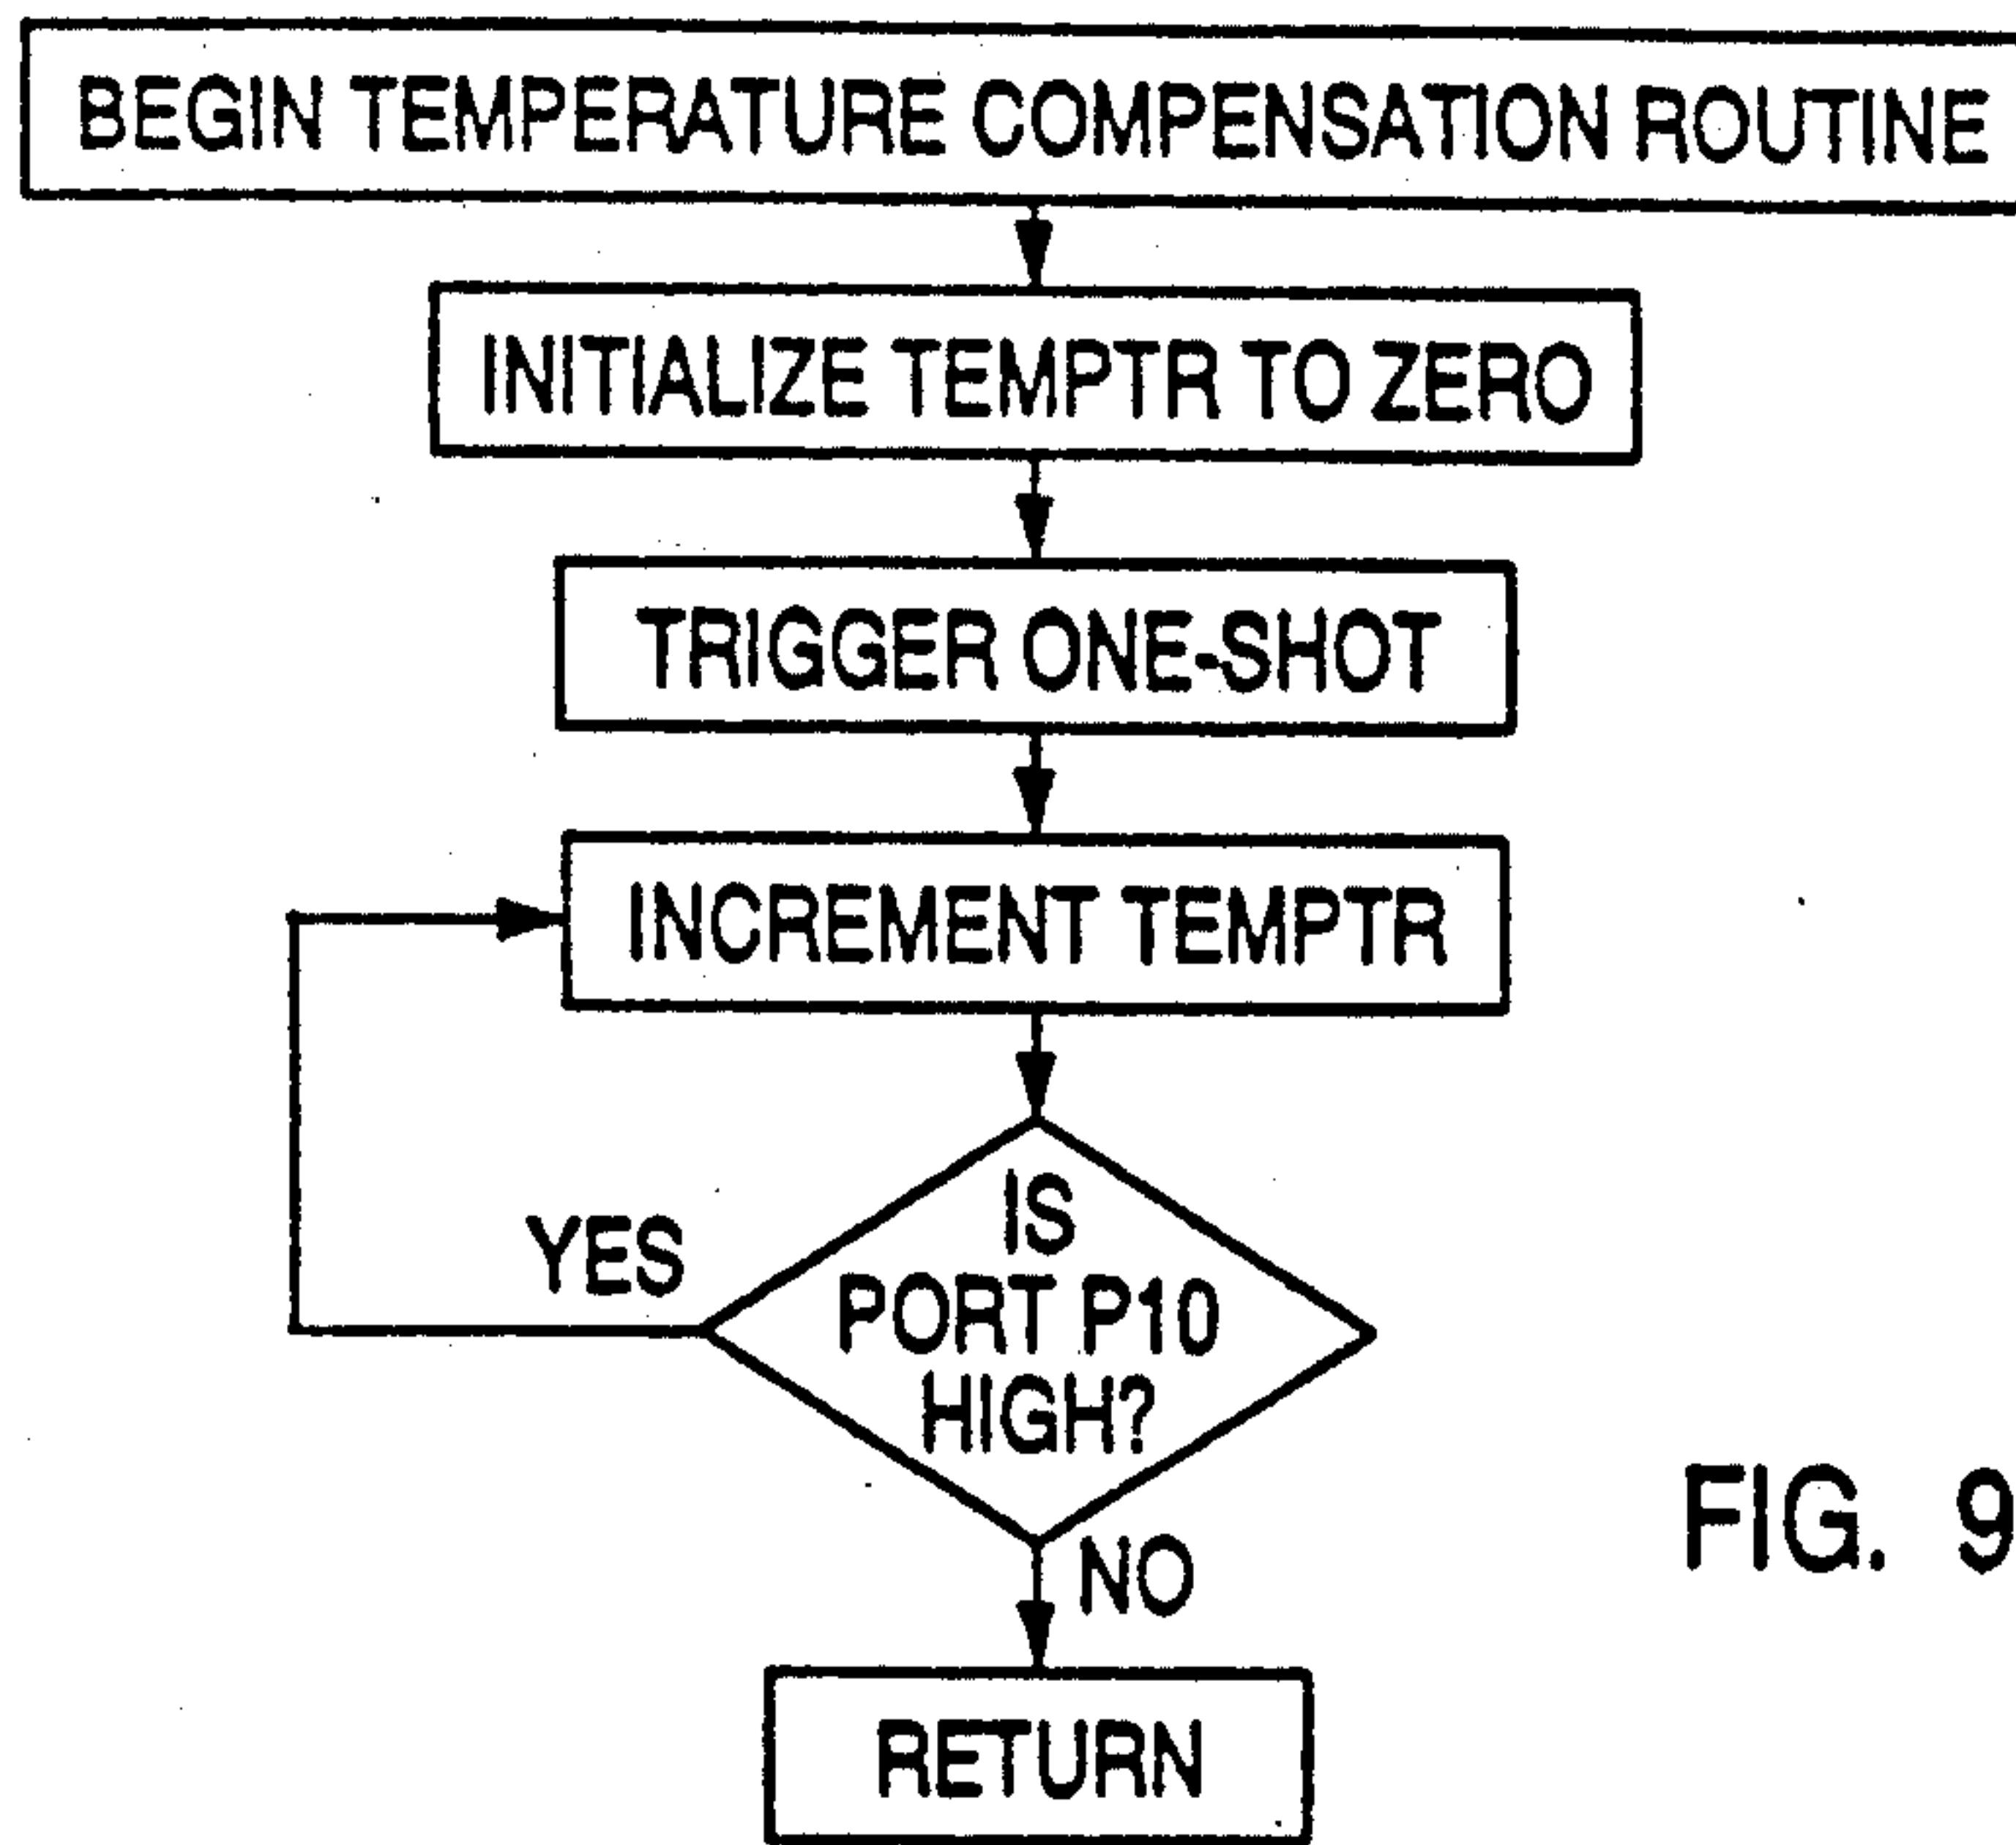 BEGIN TEMPERATURE COMPENSATION ROUTINE
INITIALIZE TEMPTR TO ZERO
TRIGGER ONE-SHOT
INCREMENT TEMPTR
IS
PORT P10
HIGH?
YES
NO
RETURN
FIG. 9